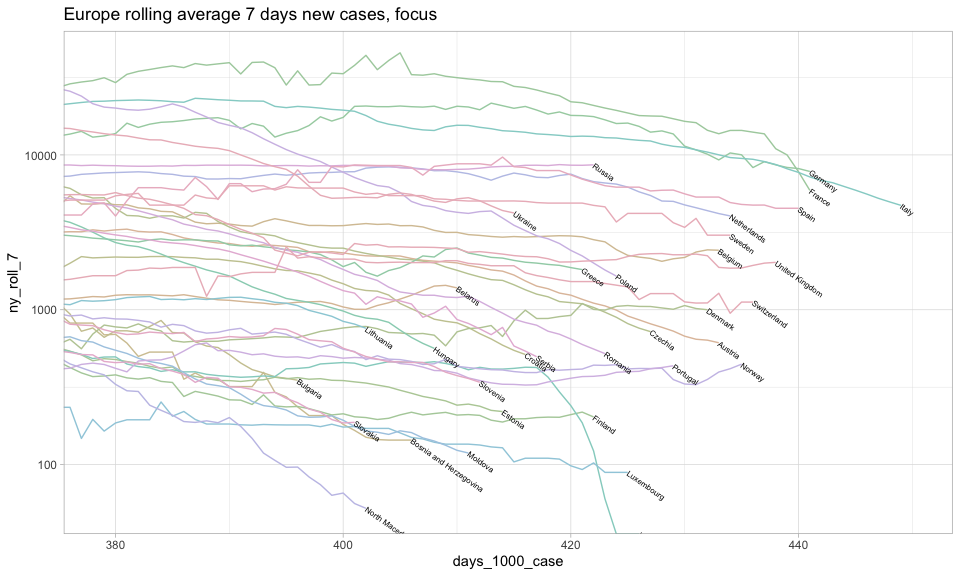 Europe rolling average 7 days new cases, focus
ny_roll_7
10000
1000
100
Russia
Germany
France
Spain
Italy
Ukraine
Netherlands
Sweden
Belgium
United Kingdom
Greece
Poland
Belarus
Switzerland
Denmark
Lithuania
Czechia
Hungary
Croatia
Serbia
Romania
Austria
Norway
Portugal
Bulgaria
Slovenia
Estonia
Finland
Slovakia
Bosnia and Herzegovina
Moldova
Luxembourg
North Maced
380
400
420
440
days_1000_case